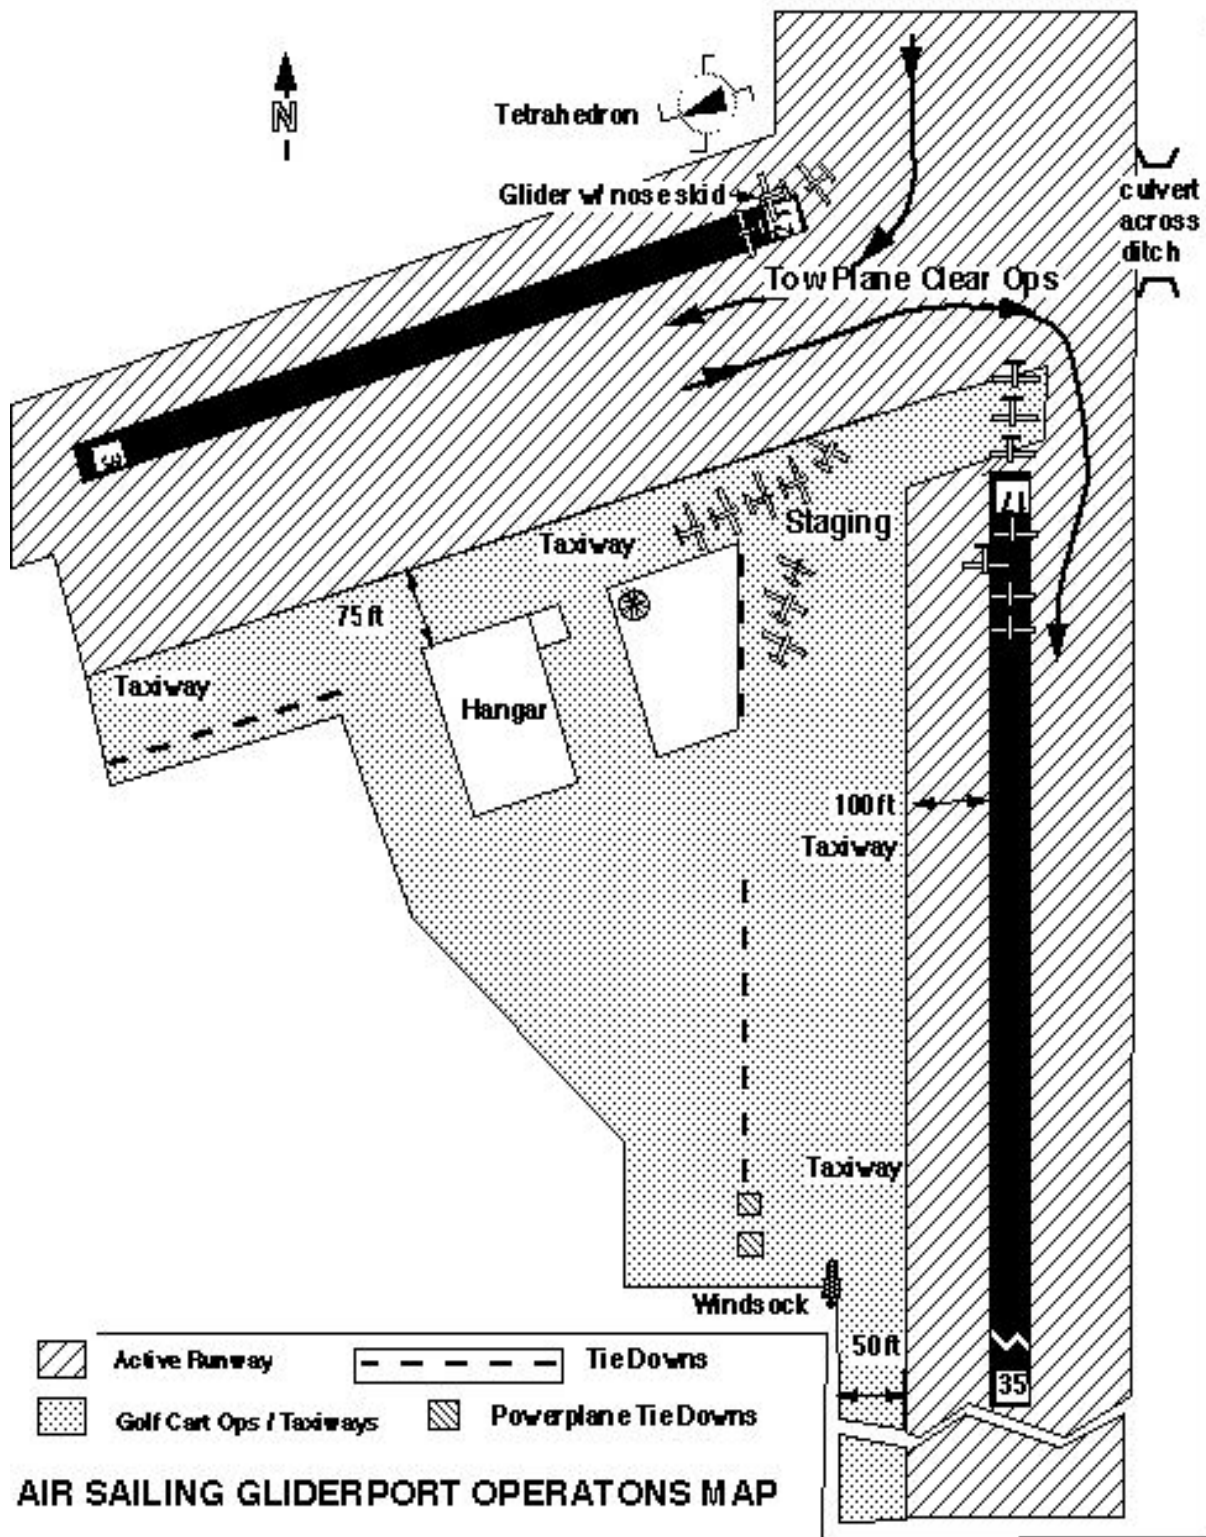 N
Tetrahedron
Glider w/ nose skid
culvert
across
ditch
Tow Plane Clear Ops
17
Staging
Taxiway
75 ft
Taxiway
Hangar
100 ft
Taxiway
Taxiway
Windsock
50 ft
35
Active Runway
Tie Downs
Golf Cart Ops / Taxiways
Powerplane Tie Downs
AIR SAILING GLIDERPORT OPERATONS MAP